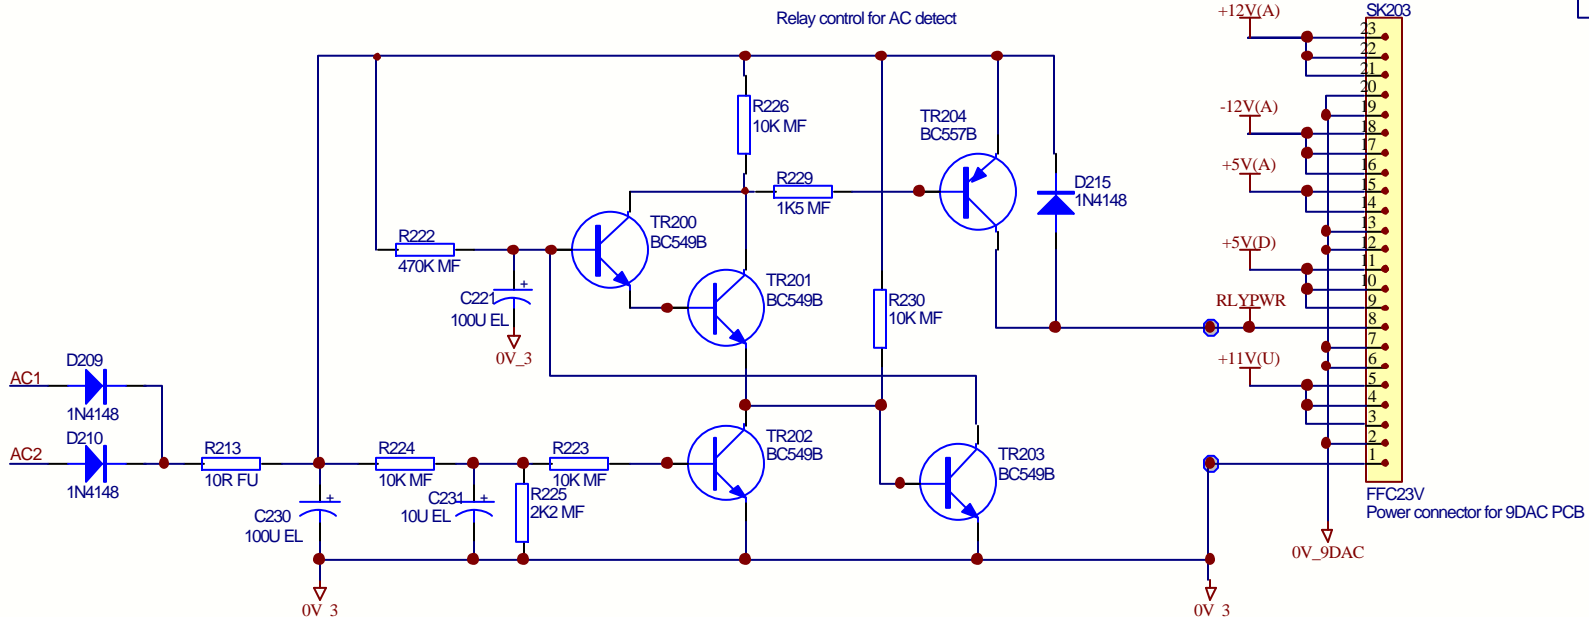 Relay control for AC detect
+12V(A)
SK203
23
22
21
20
19
18
17
16
15
14
13
12
11
10
9
8
7
6
5
4
3
2
1
-12V(A)
+5V(A)
+5V(D)
RLYPWR
+11V(U)
R226
10K MF
TR204
BC557B
R229
1K5 MF
D215
1N4148
TR200
BC549B
R222
470K MF
TR201
BC549B
C221
100U EL
R230
10K MF
0V_3
D209
AC1
1N4148
D210
AC2
1N4148
R213
10R FU
R224
10K MF
R223
10K MF
TR202
BC549B
TR203
BC549B
C231
10U EL
R225
2K2 MF
C230
100U EL
FFC23V
Power connector for 9DAC PCB
0V_9DAC
0V_3
0V_3
+
+
+